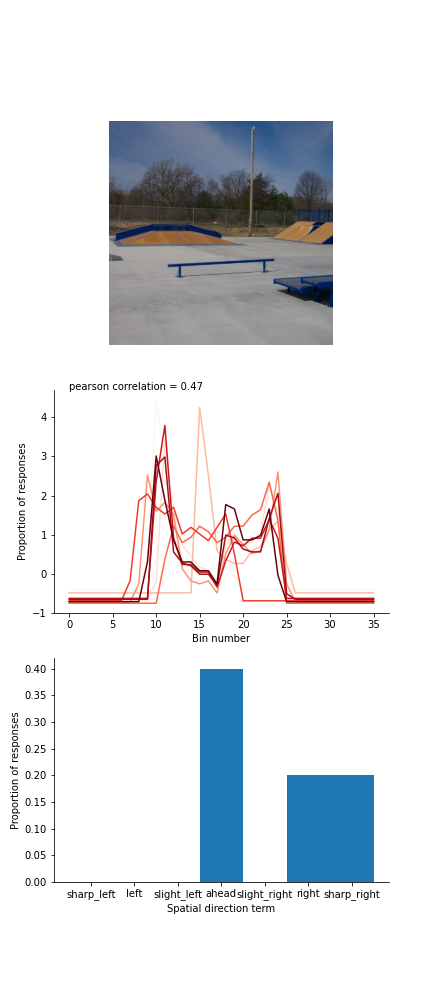 pearson correlation = 0.47
4
3
2
1
0
−1
Proportion of responses
0 5 10 15 20 25 30 35
Bin number
0.40
0.35
0.30
0.25
0.20
0.15
0.10
0.05
0.00
Proportion of responses
sharp_left left slight_left ahead slight_right right sharp_right
Spatial direction term